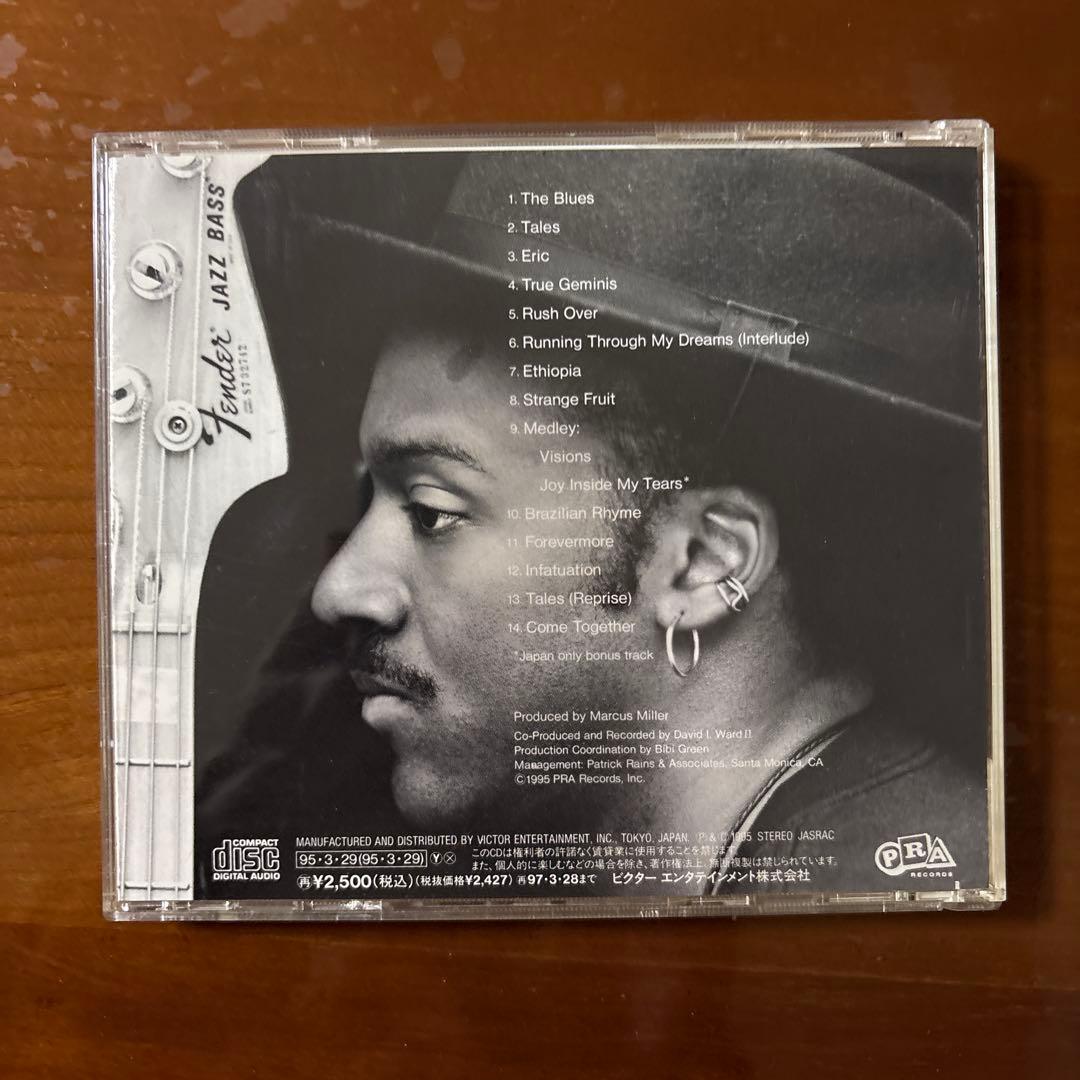 Fender® JAZZ BASS®
S732742
1. The Blues
2. Tales
3. Eric
4. True Geminis
5. Rush Over
6. Running Through My Dreams (Interlude)
7. Ethiopia
8. Strange Fruit
9. Medley:
Visions
Joy Inside My Tears*
10. Brazilian Rhyme
11. Forevermore
12. Infatuation
13. Tales (Reprise)
14. Come Together
*Japan only bonus track
Produced by Marcus Miller
Co-Produced and Recorded by David I. Ward II
Production Coordination by Bibi Green
Management: Patrick Rains & Associates, Santa Monica, CA
©1995 PRA Records, Inc.
COMPACT
disc
DIGITAL AUDIO
MANUFACTURED AND DISTRIBUTED BY VICTOR ENTERTAINMENT, INC., TOKYO, JAPAN. ℗ & © 1995 STEREO JASRAC
95・3・29(95・3・29) Ⓨ Ⓧ このCDは権利者の許諾なく賃貸業に使用することを禁じます。
また、個人的に楽しむなどの場合を除き、著作権法上、無断複製は禁じられています。
再¥2,500(税込)(税抜価格¥2,427) 再97・3・28まで ビクター エンタテインメント株式会社
PRA
RECORDS